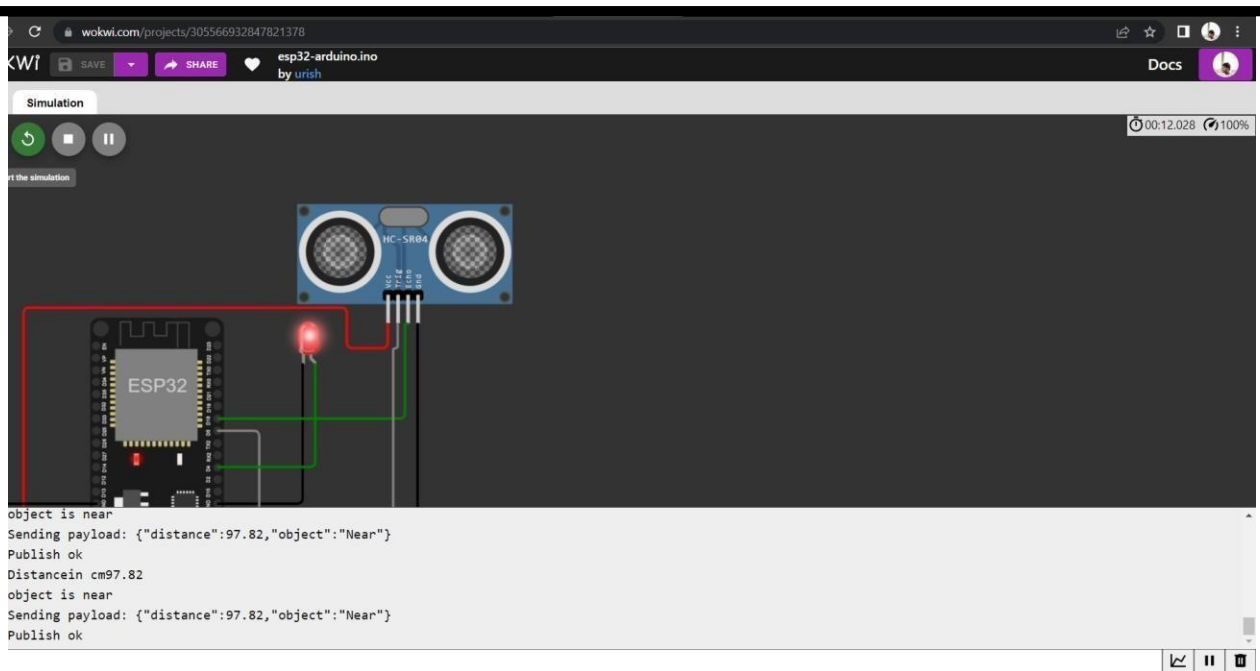 wokwi.com/projects/305566932847821378
KWi SAVE SHARE esp32-arduino.ino
by urish
Docs
Simulation
00:12.028 100%
rt the simulation
HC-SR04
Vcc
Trig
Echo
Gnd
ESP32
object is near
Sending payload: {"distance":97.82,"object":"Near"}
Publish ok
Distancein cm97.82
object is near
Sending payload: {"distance":97.82,"object":"Near"}
Publish ok